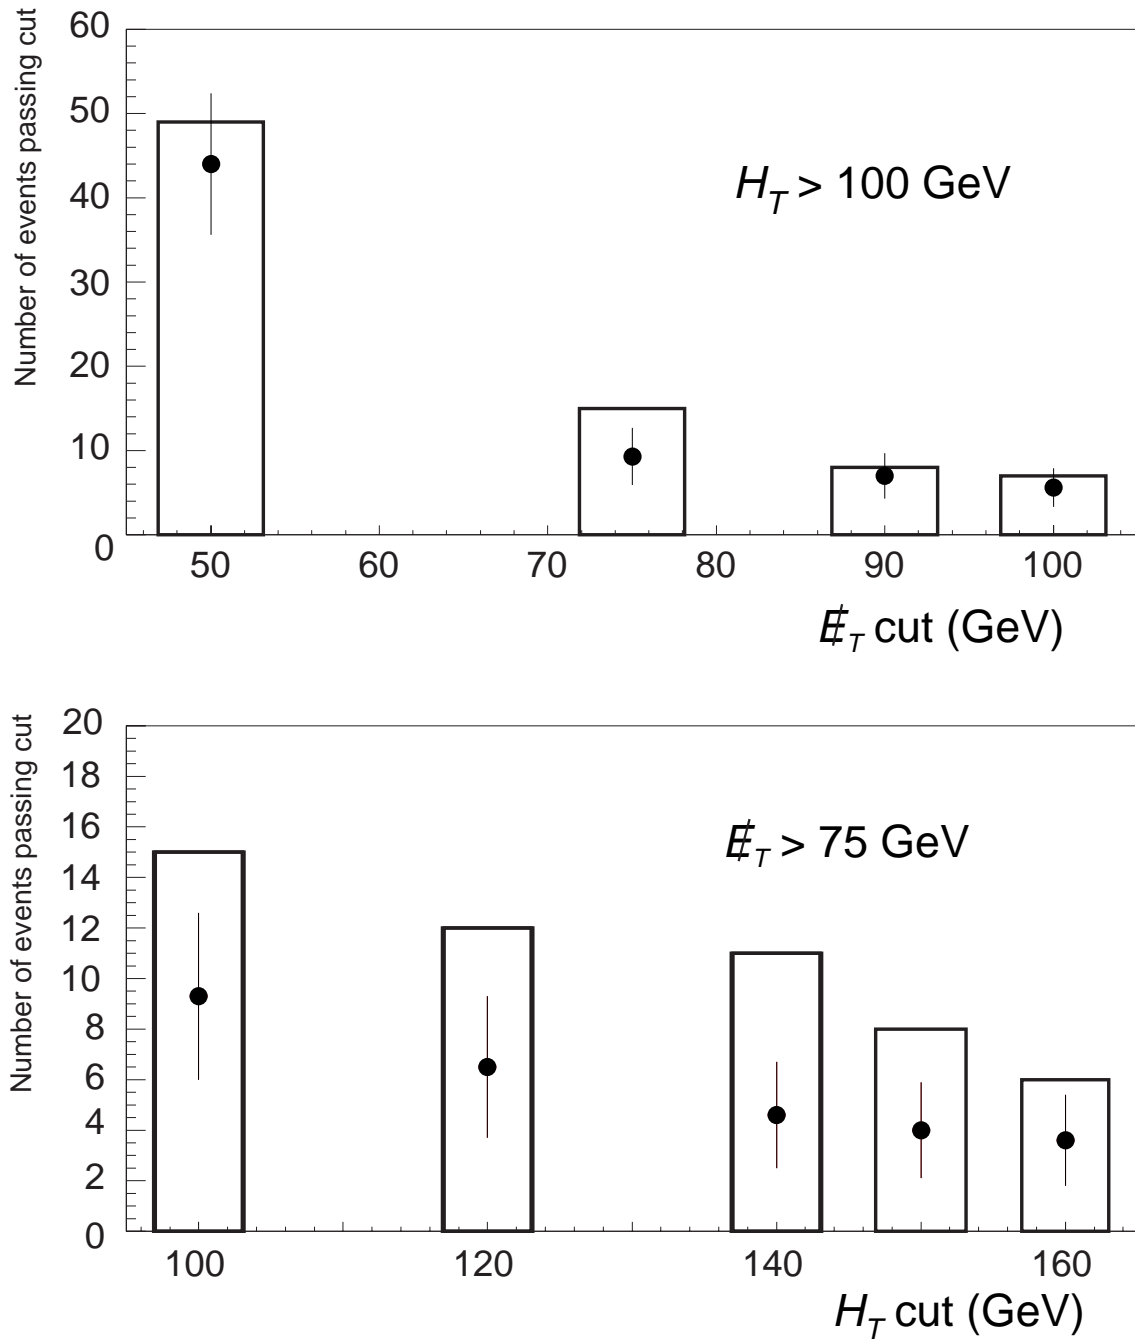 Number of events passing cut
60
50
40
30
20
10
0
H_T > 100 GeV
50 60 70 80 90 100
E̸_T cut (GeV)
Number of events passing cut
20
18
16
14
12
10
8
6
4
2
0
E̸_T > 75 GeV
100 120 140 160
H_T cut (GeV)